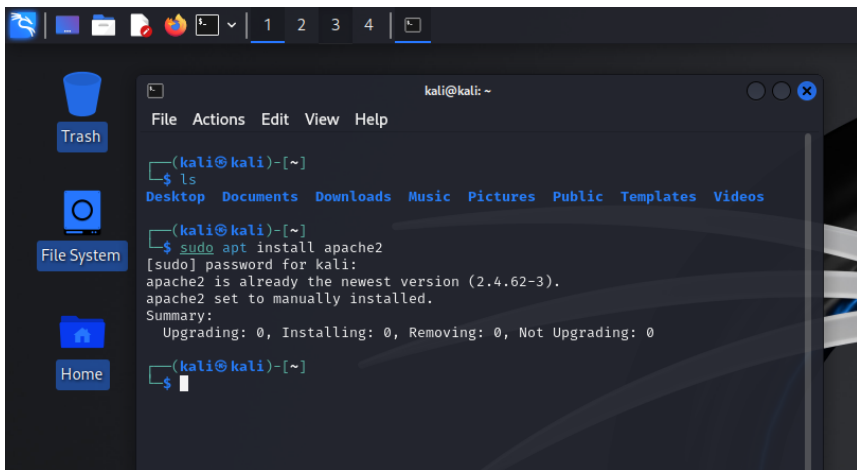 1 2 3 4
kali@kali: ~
File Actions Edit View Help
Trash
File System
Home
┌──(kali㉿kali)-[~]
└─$ ls
Desktop Documents Downloads Music Pictures Public Templates Videos
┌──(kali㉿kali)-[~]
└─$ sudo apt install apache2
[sudo] password for kali:
apache2 is already the newest version (2.4.62-3).
apache2 set to manually installed.
Summary:
  Upgrading: 0, Installing: 0, Removing: 0, Not Upgrading: 0
┌──(kali㉿kali)-[~]
└─$